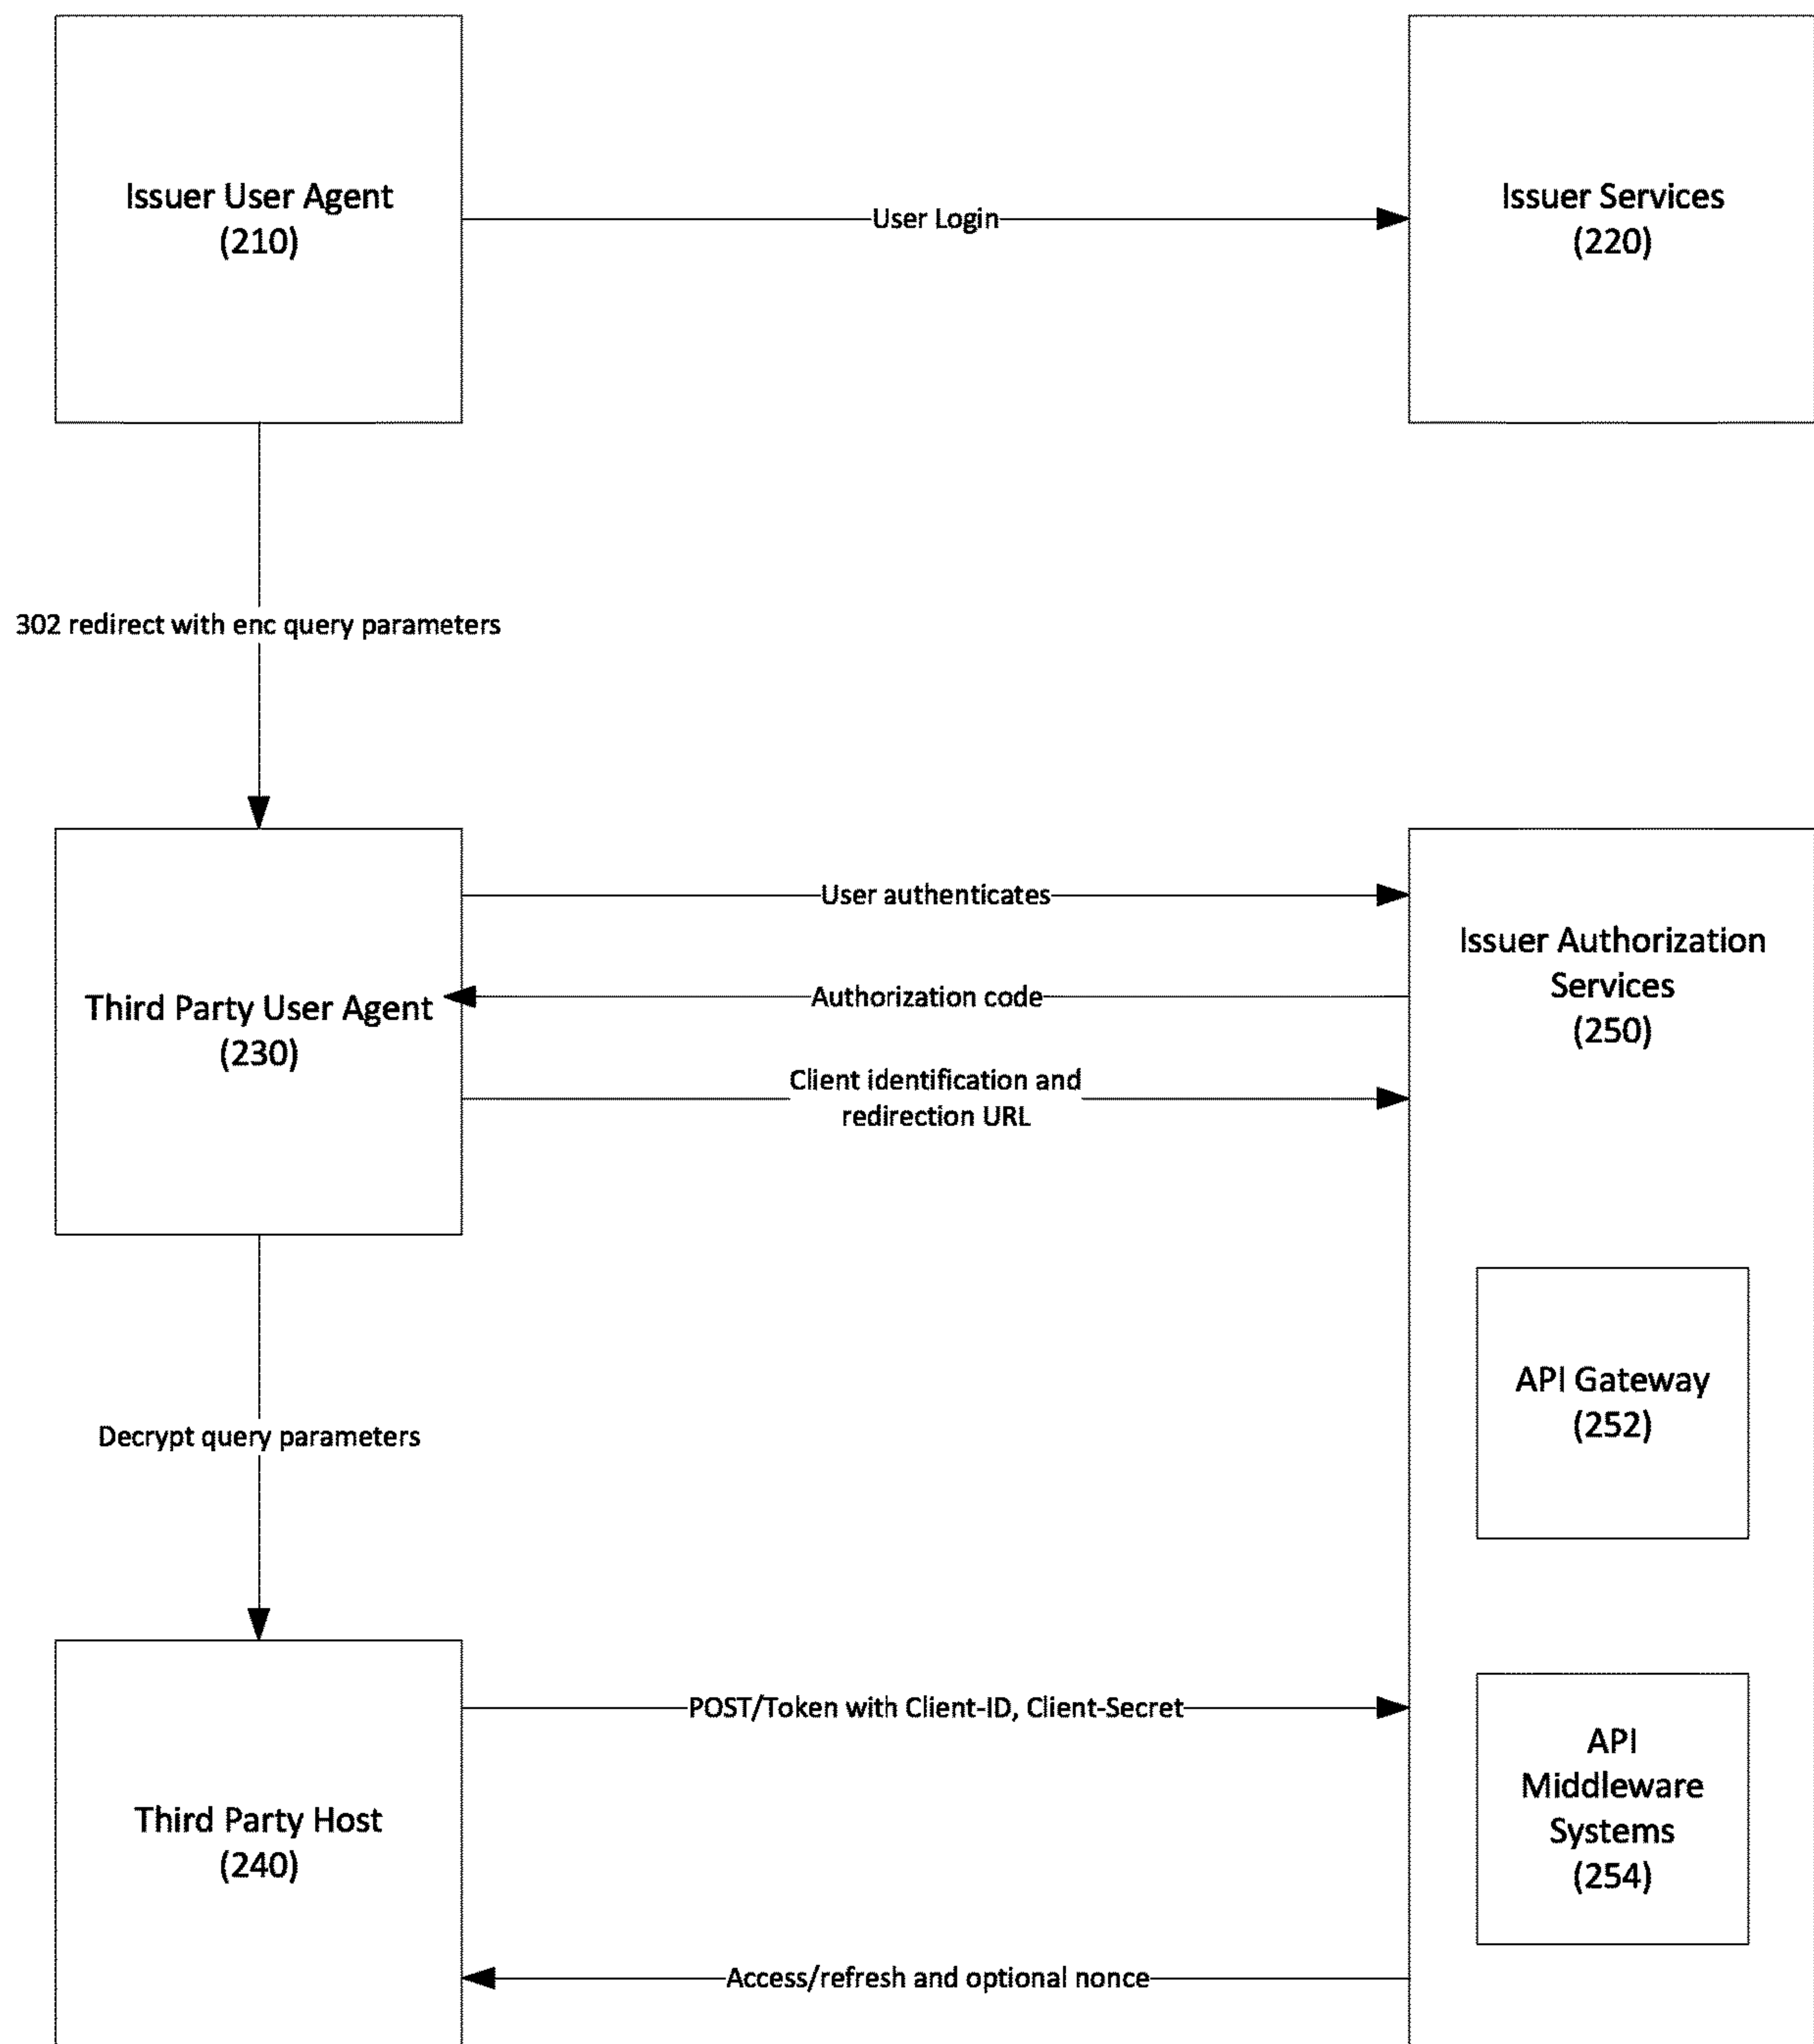 Issuer User Agent
(210)
User Login
Issuer Services
(220)
302 redirect with enc query parameters
Third Party User Agent
(230)
User authenticates
Authorization code
Client identification and
redirection URL
Issuer Authorization
Services
(250)
API Gateway
(252)
Decrypt query parameters
Third Party Host
(240)
POST/Token with Client-ID, Client-Secret
API
Middleware
Systems
(254)
Access/refresh and optional nonce